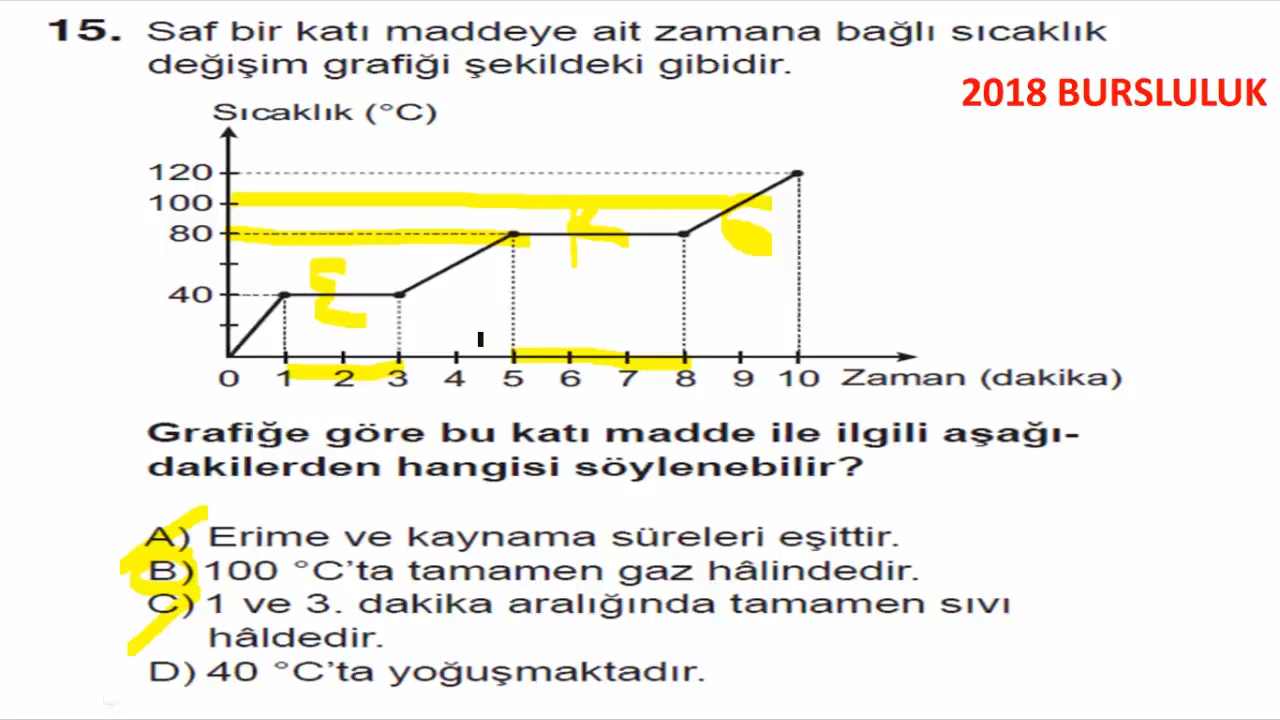 15. Saf bir katı maddeye ait zamana bağlı sıcaklık
değişim grafiği şekildeki gibidir.
2018 BURSLULUK
Sıcaklık (°C)
120
100
80
40
E
K
0 1 2 3 4 5 6 7 8 9 10 Zaman (dakika)
Grafiğe göre bu katı madde ile ilgili aşağı-
dakilerden hangisi söylenebilir?
A) Erime ve kaynama süreleri eşittir.
B) 100 °C'ta tamamen gaz hâlindedir.
C) 1 ve 3. dakika aralığında tamamen sıvı
hâldedir.
D) 40 °C'ta yoğuşmaktadır.